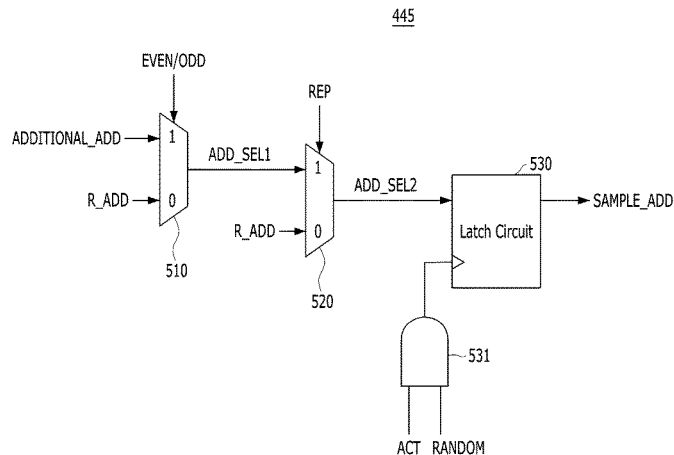 445
EVEN/ODD
REP
ADDITIONAL_ADD
1
ADD_SEL1
1
ADD_SEL2
530
R_ADD
0
SAMPLE_ADD
R_ADD
0
Latch Circuit
510
520
531
ACT RANDOM